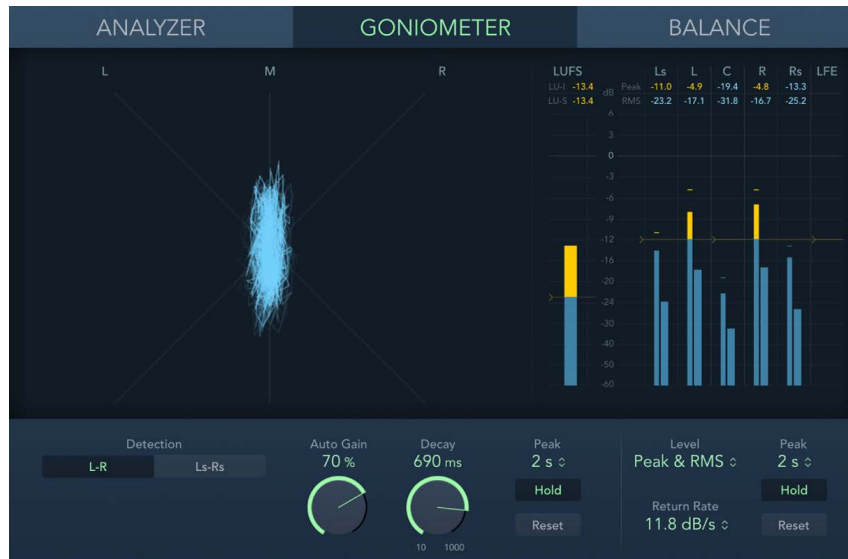 ANALYZER GONIOMETER BALANCE
L M R LUFS Ls L C R Rs LFE
LU-I -13.4 dB Peak -11.0 -4.9 -19.4 -4.8 -13.3
LU-S -13.4 RMS -23.2 -17.1 -31.8 -16.7 -25.2
6
3
0
-3
-6
-9
-12
-16
-20
-24
-30
-40
-50
-60
Detection Auto Gain Decay Peak Level Peak
L-R Ls-Rs 70 % 690 ms 2 s Peak & RMS 2 s
Hold Hold
Return Rate
Reset 11.8 dB/s Reset
10 1000